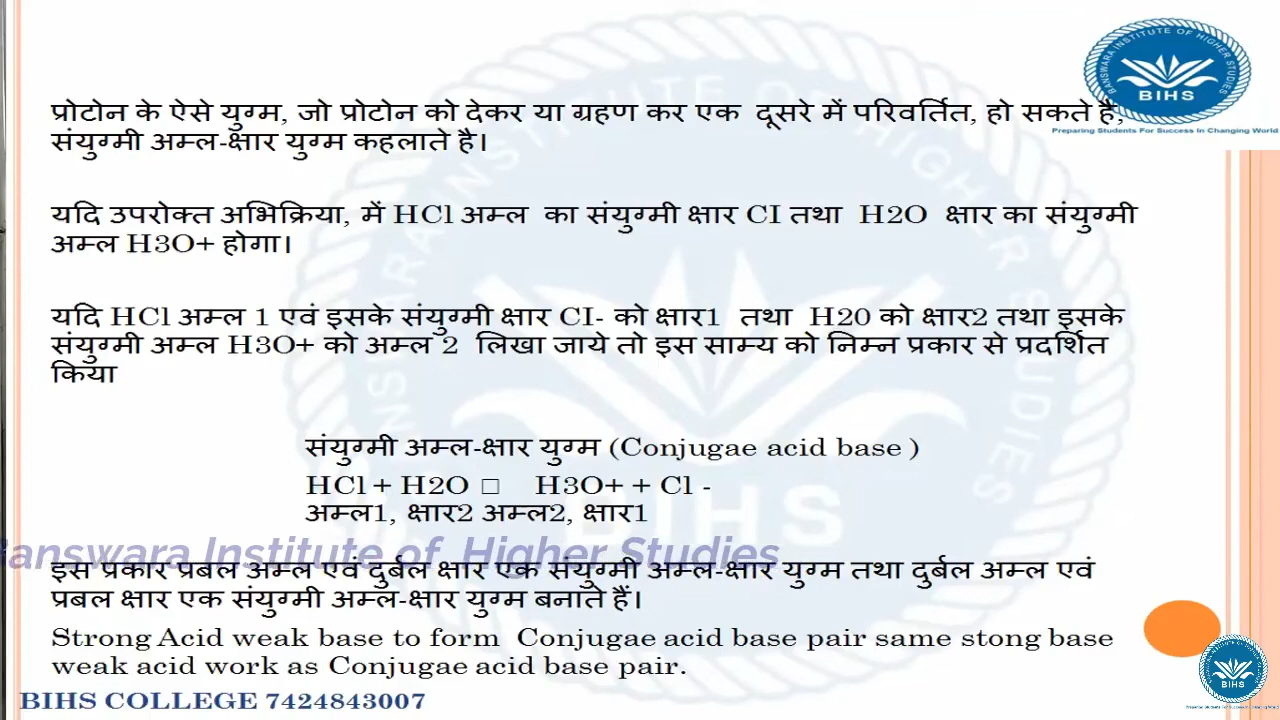 BANSWARA INSTITUTE OF HIGHER STUDIES
BIHS
Preparing Students For Success In Changing World
प्रोटोन के ऐसे युग्म, जो प्रोटोन को देकर या ग्रहण कर एक दूसरे में परिवर्तित, हो सकते है,
संयुग्मी अम्ल-क्षार युग्म कहलाते है।
यदि उपरोक्त अभिक्रिया, में HCl अम्ल का संयुग्मी क्षार CI तथा H2O क्षार का संयुग्मी
अम्ल H3O+ होगा।
यदि HCl अम्ल 1 एवं इसके संयुग्मी क्षार CI- को क्षार1 तथा H20 को क्षार2 तथा इसके
संयुग्मी अम्ल H3O+ को अम्ल 2 लिखा जाये तो इस साम्य को निम्न प्रकार से प्रदर्शित
किया
संयुग्मी अम्ल-क्षार युग्म (Conjugae acid base )
HCl + H2O □ H3O+ + Cl -
अम्ल1, क्षार2 अम्ल2, क्षार1
Banswara Institute of Higher Studies
इस प्रकार प्रबल अम्ल एवं दुर्बल क्षार एक संयुग्मी अम्ल-क्षार युग्म तथा दुर्बल अम्ल एवं
प्रबल क्षार एक संयुग्मी अम्ल-क्षार युग्म बनाते हैं।
Strong Acid weak base to form Conjugae acid base pair same stong base
weak acid work as Conjugae acid base pair.
BIHS COLLEGE 7424843007
BIHS